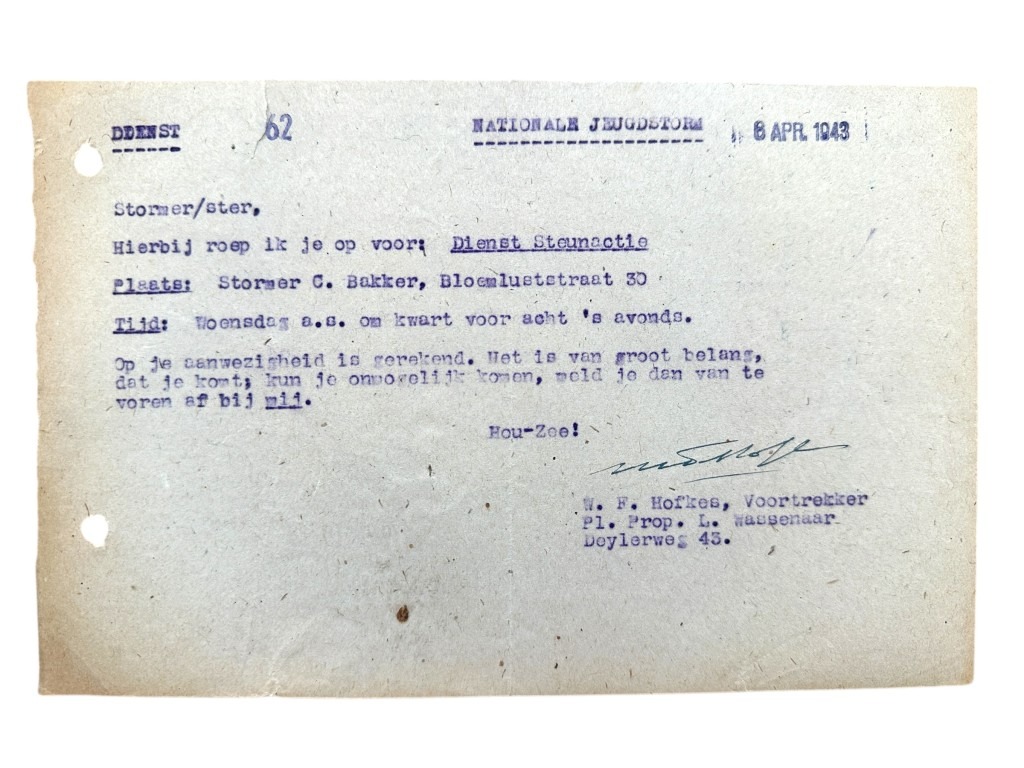 DDENST 62 NATIONALE JEUGDSTORM 8 APR. 1943
Stormer/ster,
Hierbij roep ik je op voor: Dienst Steunactie
Plaats: Stormer C. Bakker, Bloemluststraat 30
Tijd: Woensdag a.s. om kwart voor acht 's avonds.
Op je aanwezigheid is gerekend. Het is van groot belang,
dat je komt; kun je onmogelijk komen, meld je dan van te
voren af bij mij.
Hou-Zee!
W. F. Hofkes, Voortrekker
Pl. Prop. L. Wassenaar
Deylerweg 43.